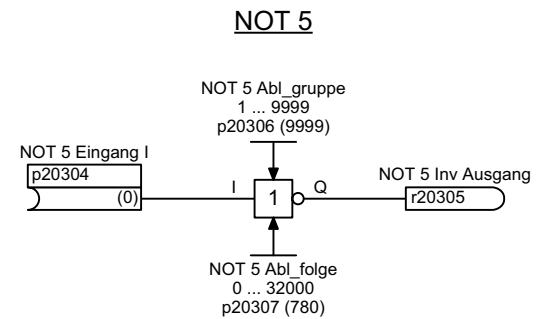 NOT 5
NOT 5 Abl_gruppe
1 ... 9999
p20306 (9999)
NOT 5 Eingang I
p20304
(0)
I
1
Q
NOT 5 Inv Ausgang
r20305
NOT 5 Abl_folge
0 ... 32000
p20307 (780)